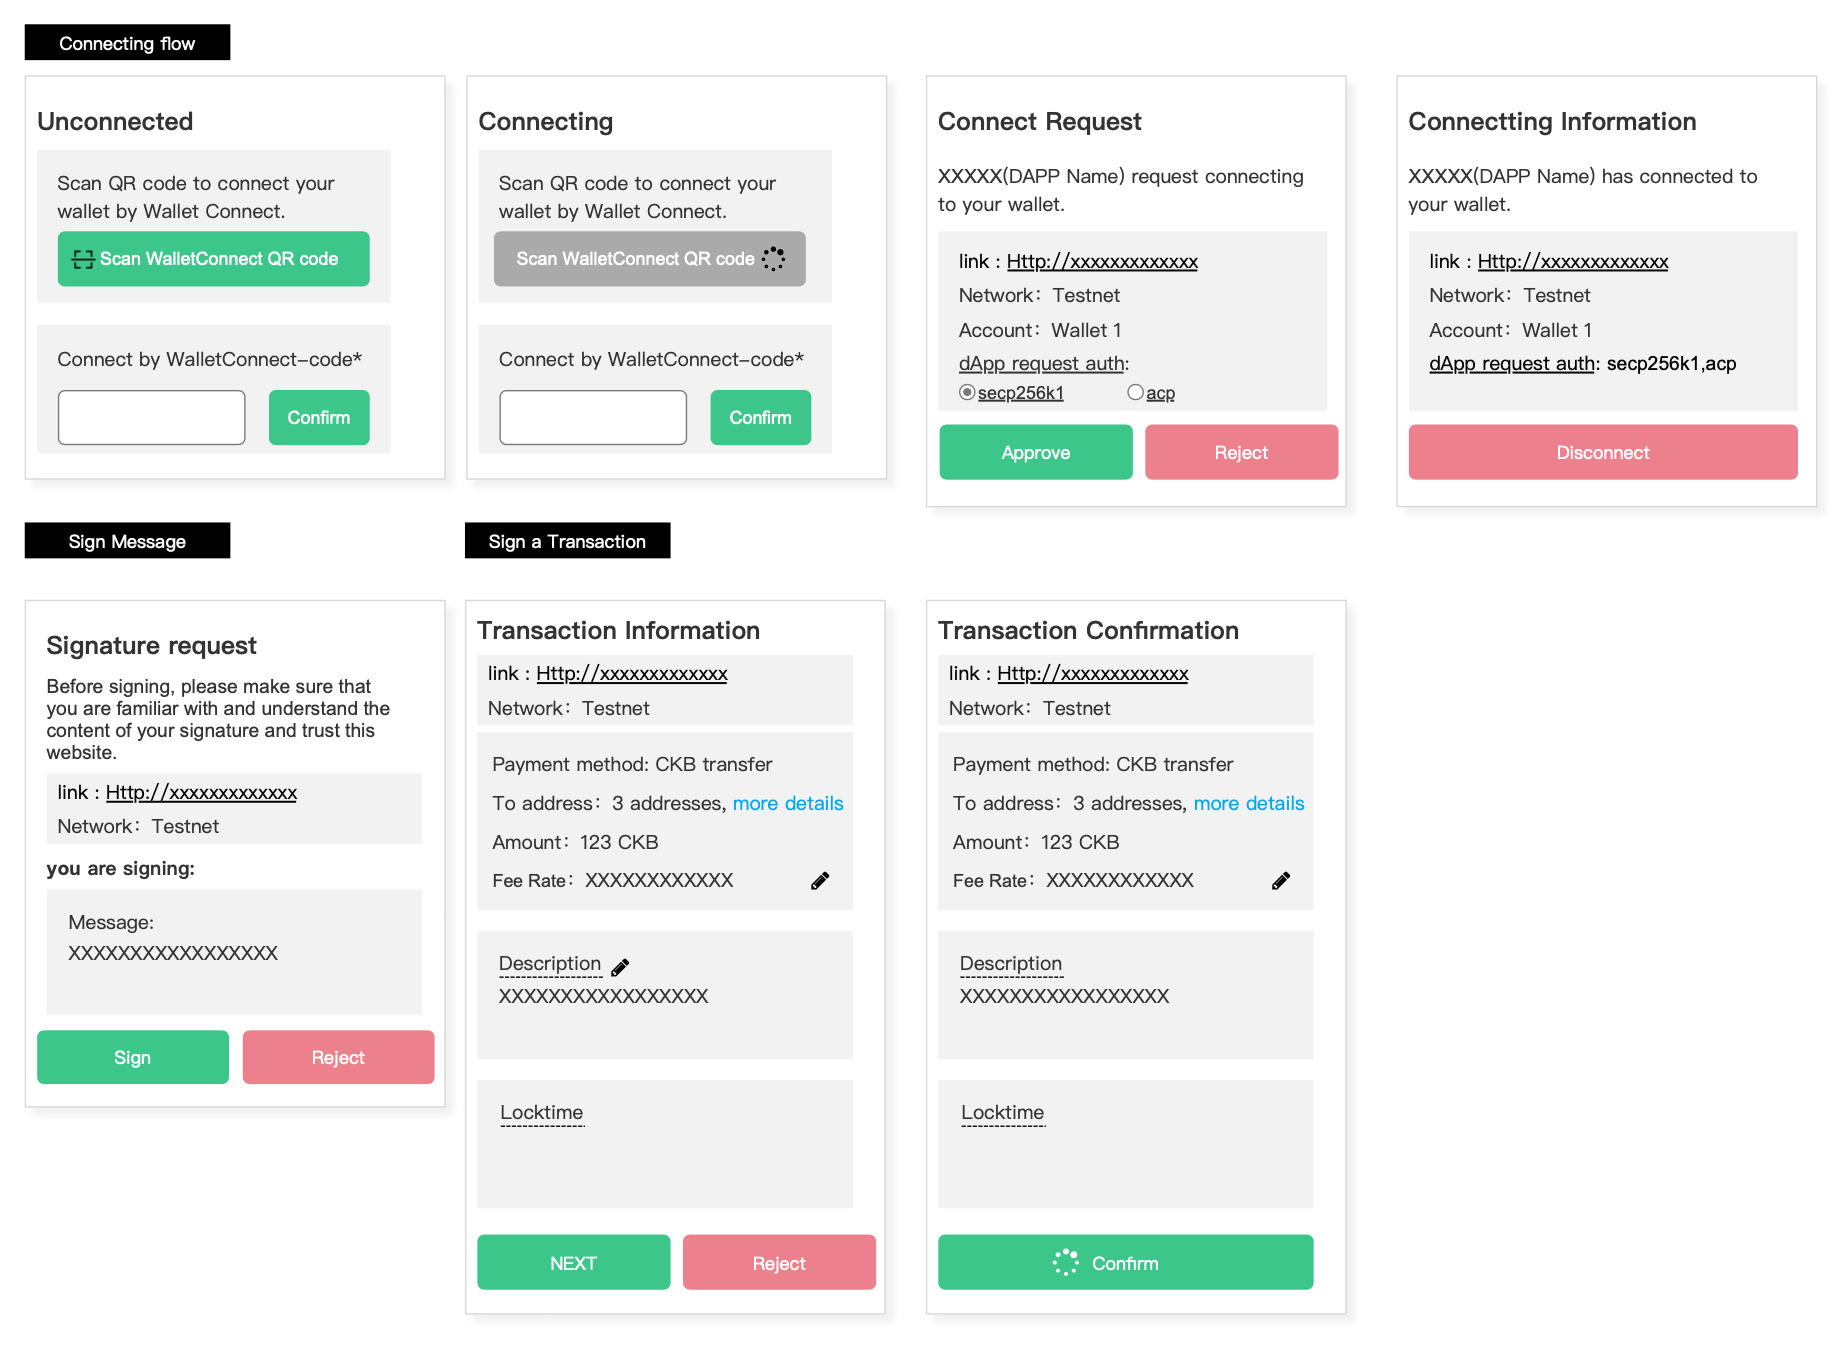 Connecting flow
Unconnected
Scan QR code to connect your
wallet by Wallet Connect.
Scan WalletConnect QR code
Connect by WalletConnect-code*
Confirm
Connecting
Scan QR code to connect your
wallet by Wallet Connect.
Scan WalletConnect QR code
Connect by WalletConnect-code*
Confirm
Connect Request
XXXXX(DAPP Name) request connecting
to your wallet.
link : Http://xxxxxxxxxxxxx
Network： Testnet
Account： Wallet 1
dApp request auth:
secp256k1 acp
Approve Reject
Connectting Information
XXXXX(DAPP Name) has connected to
your wallet.
link : Http://xxxxxxxxxxxxx
Network： Testnet
Account： Wallet 1
dApp request auth: secp256k1,acp
Disconnect
Sign Message
Signature request
Before signing, please make sure that
you are familiar with and understand the
content of your signature and trust this
website.
link : Http://xxxxxxxxxxxxx
Network： Testnet
you are signing:
Message:
XXXXXXXXXXXXXXXXX
Sign Reject
Sign a Transaction
Transaction Information
link : Http://xxxxxxxxxxxxx
Network： Testnet
Payment method: CKB transfer
To address： 3 addresses, more details
Amount： 123 CKB
Fee Rate： XXXXXXXXXXXX
Description
XXXXXXXXXXXXXXXXX
Locktime
NEXT Reject
Transaction Confirmation
link : Http://xxxxxxxxxxxxx
Network： Testnet
Payment method: CKB transfer
To address： 3 addresses, more details
Amount： 123 CKB
Fee Rate： XXXXXXXXXXXX
Description
XXXXXXXXXXXXXXXXX
Locktime
Confirm